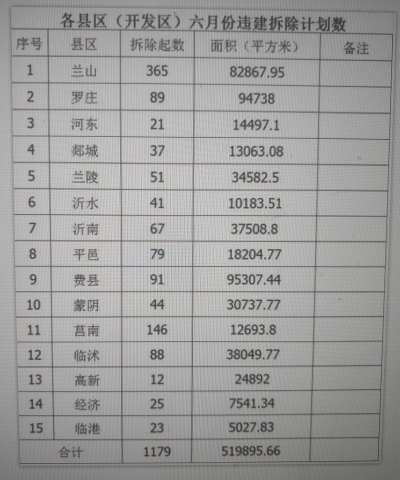 各县区（开发区）六月份违建拆除计划数
序号 县区 拆除起数 面积（平方米） 备注
1 兰山 365 82867.95
2 罗庄 89 94738
3 河东 21 14497.1
4 郯城 37 13063.08
5 兰陵 51 34582.5
6 沂水 41 10183.51
7 沂南 67 37508.8
8 平邑 79 18204.77
9 费县 91 95307.44
10 蒙阴 44 30737.77
11 莒南 146 12693.8
12 临沭 88 38049.77
13 高新 12 24892
14 经济 25 7541.34
15 临港 23 5027.83
合计 1179 519895.66